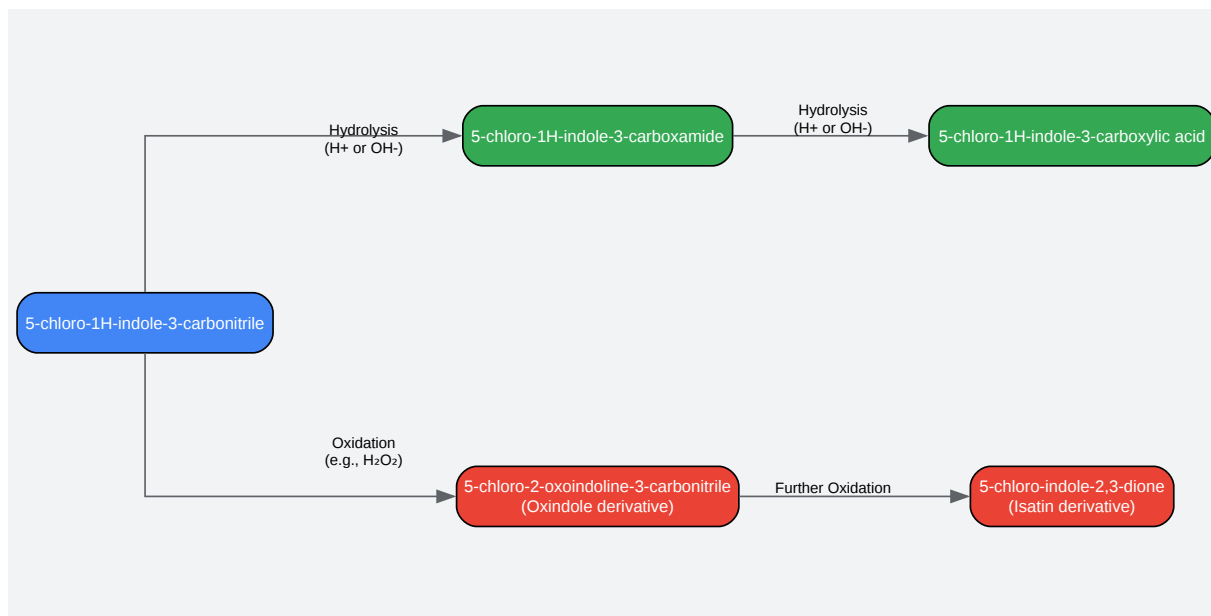 Hydrolysis
(H+ or OH-)
5-chloro-1H-indole-3-carboxamide
Hydrolysis
(H+ or OH-)
5-chloro-1H-indole-3-carboxylic acid
5-chloro-1H-indole-3-carbonitrile
Oxidation
(e.g., H₂O₂)
5-chloro-2-oxoindoline-3-carbonitrile
(Oxindole derivative)
Further Oxidation
5-chloro-indole-2,3-dione
(Isatin derivative)